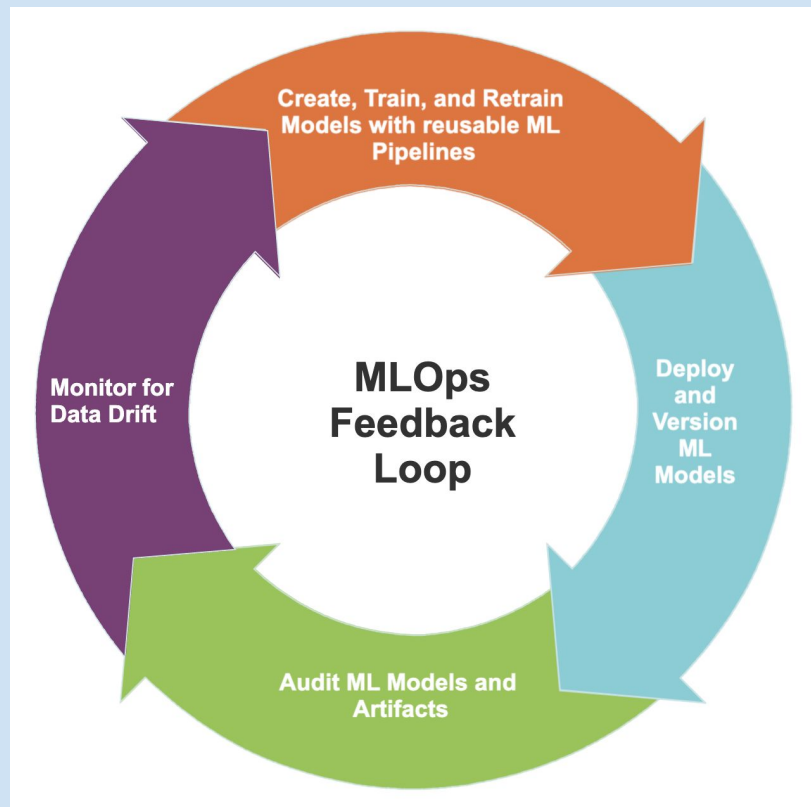 Create, Train, and Retrain
Models with reusable ML
Pipelines
Monitor for
Data Drift
MLOps
Feedback
Loop
Deploy
and
Version
ML
Models
Audit ML Models and
Artifacts